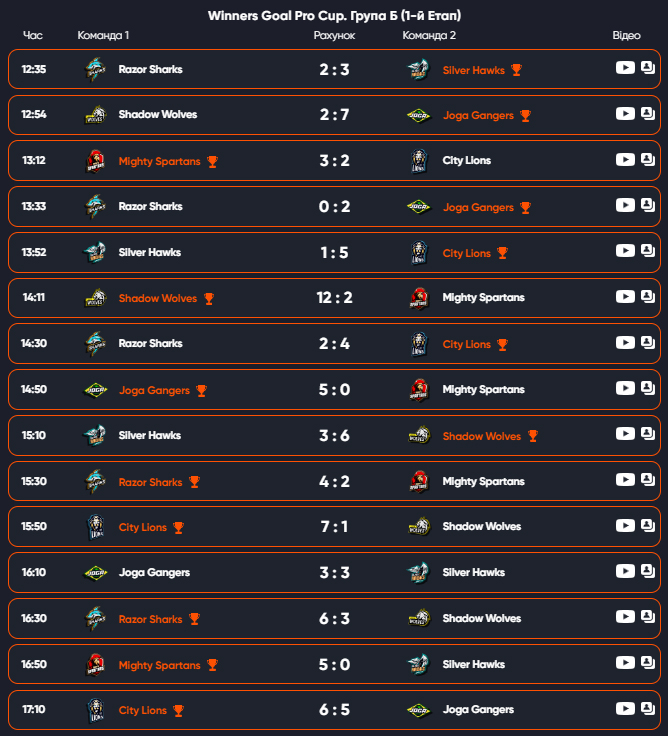 Winners Goal Pro Cup. Група Б (1-й Етап)
Час Команда 1 Рахунок Команда 2 Відео
12:35 Razor Sharks 2 : 3 Silver Hawks
12:54 Shadow Wolves 2 : 7 Joga Gangers
13:12 Mighty Spartans 3 : 2 City Lions
13:33 Razor Sharks 0 : 2 Joga Gangers
13:52 Silver Hawks 1 : 5 City Lions
14:11 Shadow Wolves 12 : 2 Mighty Spartans
14:30 Razor Sharks 2 : 4 City Lions
14:50 Joga Gangers 5 : 0 Mighty Spartans
15:10 Silver Hawks 3 : 6 Shadow Wolves
15:30 Razor Sharks 4 : 2 Mighty Spartans
15:50 City Lions 7 : 1 Shadow Wolves
16:10 Joga Gangers 3 : 3 Silver Hawks
16:30 Razor Sharks 6 : 3 Shadow Wolves
16:50 Mighty Spartans 5 : 0 Silver Hawks
17:10 City Lions 6 : 5 Joga Gangers